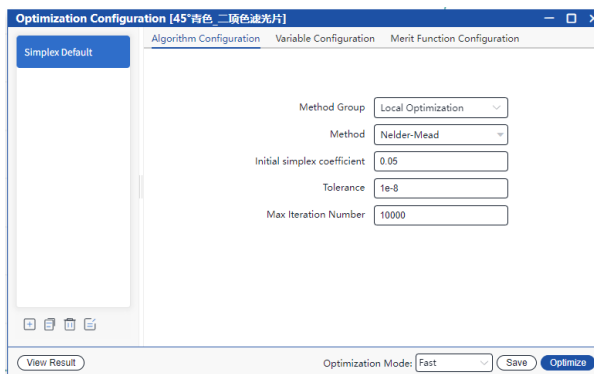 Optimization Configuration [45°青色_二项色滤光片]
Simplex Default
Algorithm Configuration Variable Configuration Merit Function Configuration
Method Group Local Optimization
Method Nelder-Mead
Initial simplex coefficient 0.05
Tolerance 1e-8
Max Iteration Number 10000
View Result Optimization Mode: Fast Save Optimize